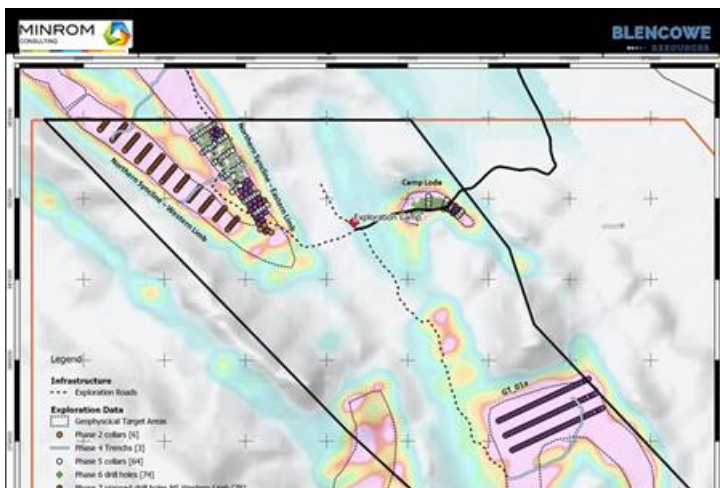 MINROM
CONSULTING
BLENCOWE
RESOURCES
Northern Syncline - Eastern Limb
Northern Syncline - Western Limb
Camp Lode
Exploration Camp
GT_01a
Legend
Infrastructure
Exploration Roads
Exploration Data
Geophysical Target Areas
Phase 2 collars [6]
Phase 4 Trenchs [3]
Phase 5 collars [64]
Phase 6 drill holes [74]